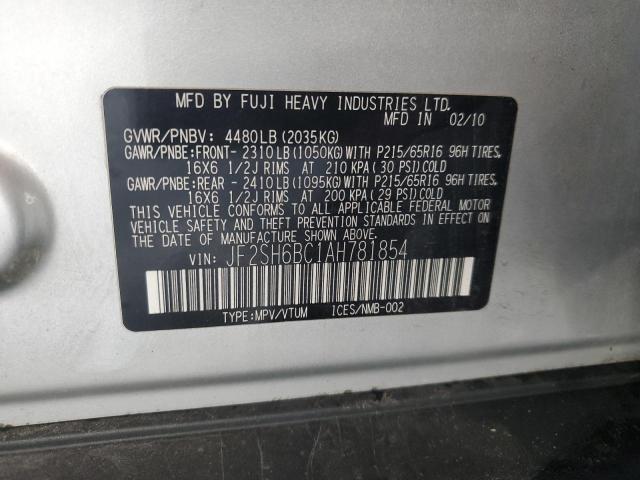 MFD BY FUJI HEAVY INDUSTRIES LTD.
MFD IN 02/10
GVWR/PNBV: 4480LB (2035KG)
GAWR/PNBE:FRONT- 2310LB (1050KG) WITH P215/65R16 96H TIRES,
16X6 1/2J RIMS AT 210 KPA (30 PSI) COLD
GAWR/PNBE:REAR - 2410LB (1095KG) WITH P215/65R16 96H TIRES,
16X6 1/2J RIMS AT 200 KPA (29 PSI) COLD
THIS VEHICLE CONFORMS TO ALL APPLICABLE FEDERAL MOTOR
VEHICLE SAFETY AND BUMPER STANDARDS IN EFFECT ON
THE DATE OF MANUFACTURE SHOWN ABOVE.
VIN: JF2SH6BC1AH781854
TYPE:MPV/VTUM ICES/NMB-002